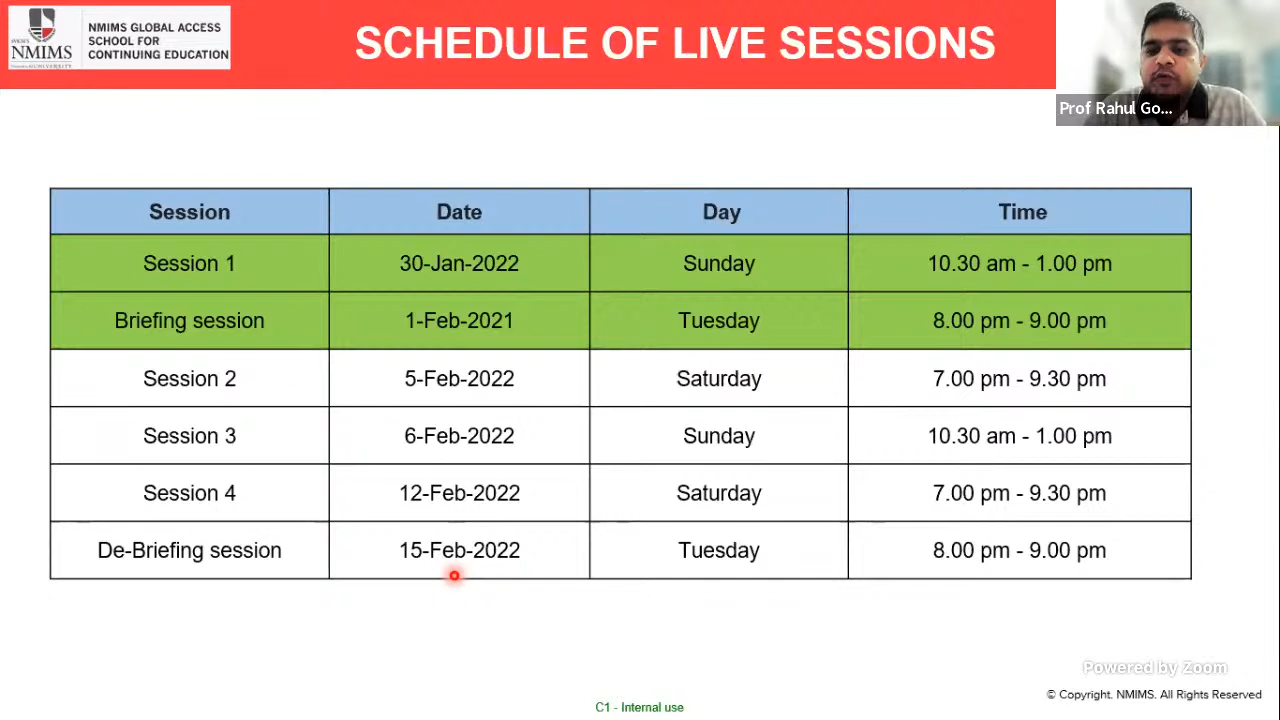 NMIMS
NMIMS GLOBAL ACCESS
SCHOOL FOR
CONTINUING EDUCATION
SCHEDULE OF LIVE SESSIONS
Prof Rahul Go...
Session Date Day Time
Session 1 30-Jan-2022 Sunday 10.30 am - 1.00 pm
Briefing session 1-Feb-2021 Tuesday 8.00 pm - 9.00 pm
Session 2 5-Feb-2022 Saturday 7.00 pm - 9.30 pm
Session 3 6-Feb-2022 Sunday 10.30 am - 1.00 pm
Session 4 12-Feb-2022 Saturday 7.00 pm - 9.30 pm
De-Briefing session 15-Feb-2022 Tuesday 8.00 pm - 9.00 pm
Powered by Zoom
© Copyright. NMIMS. All Rights Reserved
C1 - Internal use